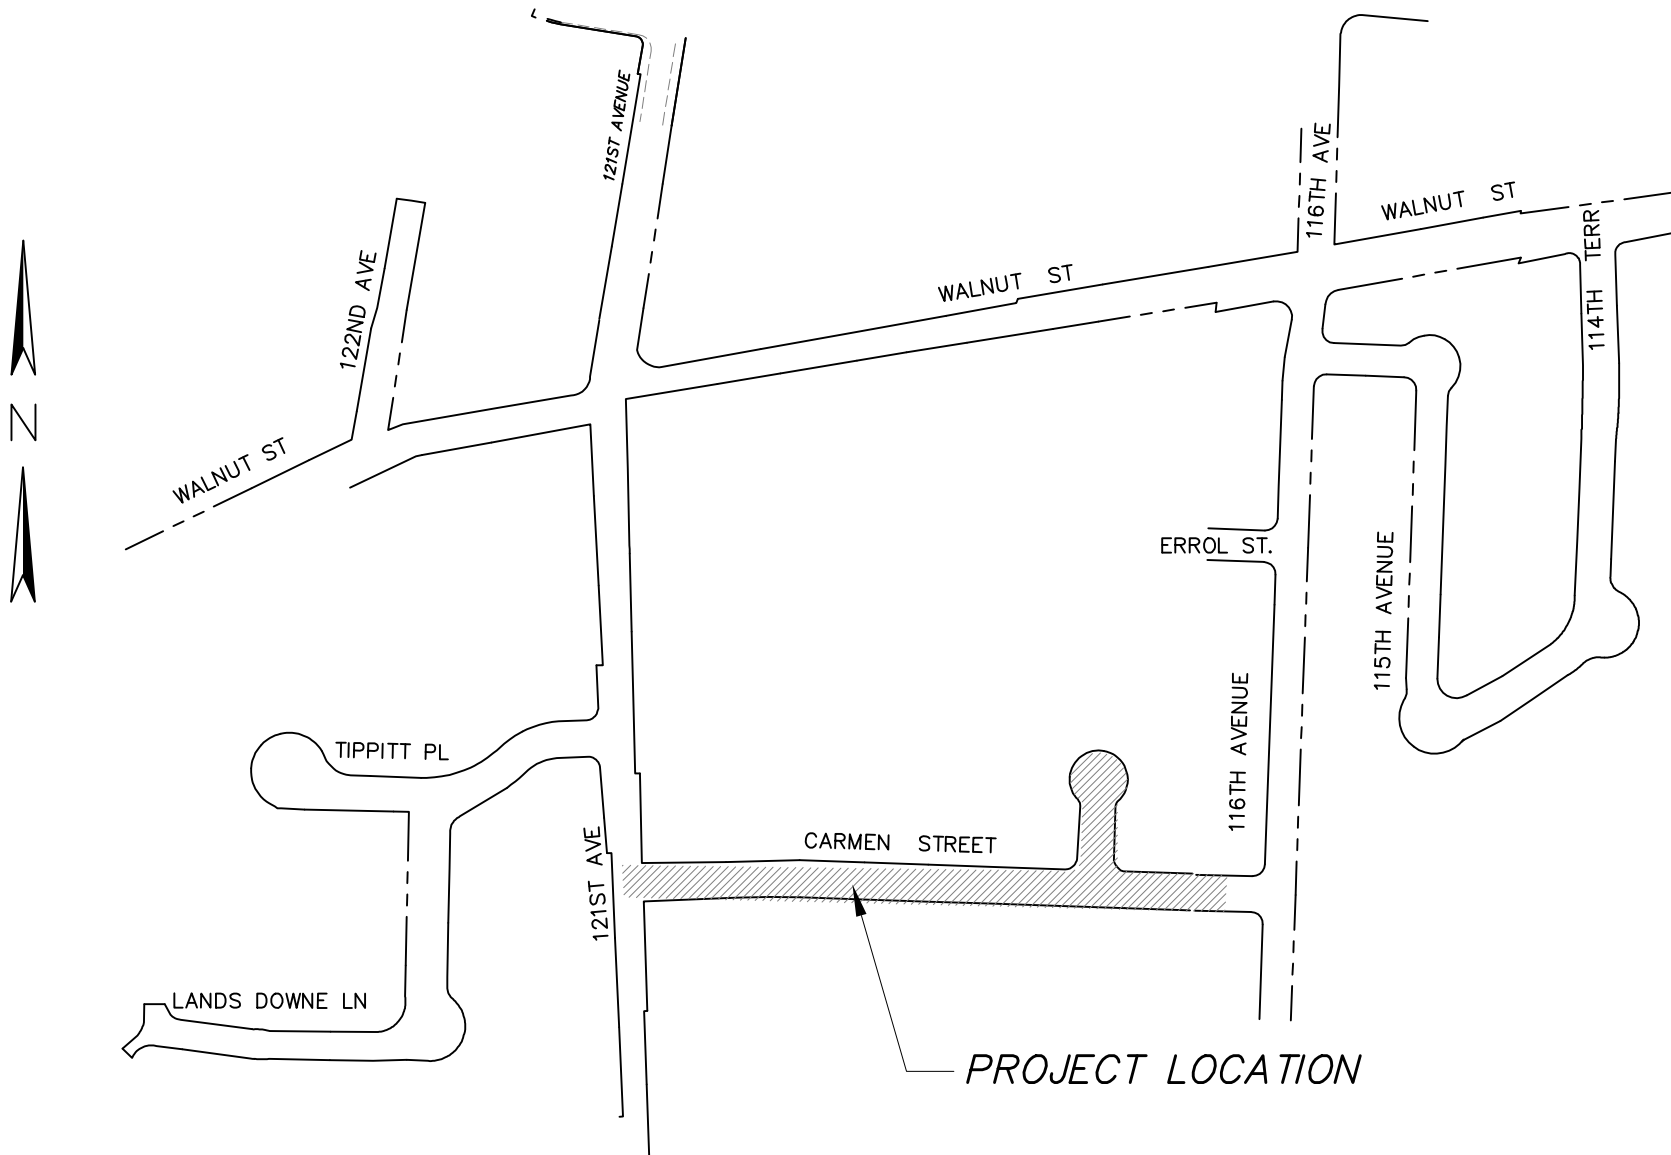 121ST AVENUE
116TH AVE
WALNUT ST
114TH TERR
122ND AVE
WALNUT ST
N
WALNUT ST
ERROL ST.
115TH AVENUE
116TH AVENUE
TIPPITT PL
CARMEN STREET
121ST AVE
LANDS DOWNE LN
PROJECT LOCATION